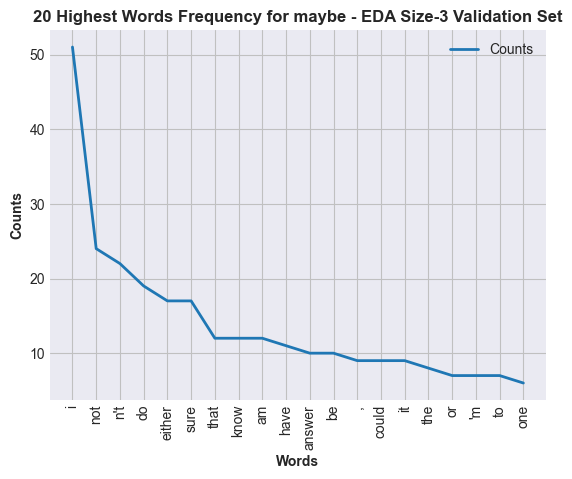 20 Highest Words Frequency for maybe - EDA Size-3 Validation Set
Counts
50
40
30
20
10
Counts
i
not
n't
do
either
sure
that
know
am
have
answer
be
,
could
it
the
or
'm
to
one
Words